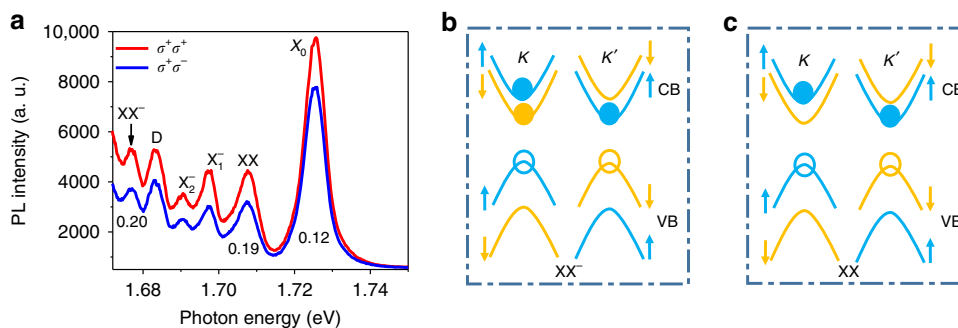 a
10,000
8000
6000
4000
2000
PL intensity (a. u.)
σ⁺σ⁺
σ⁺σ⁻
XX⁻
D
X₂⁻
X₁⁻
XX
X₀
0.20
0.19
0.12
1.68
1.70
1.72
1.74
Photon energy (eV)
b
K
K′
CB
VB
XX⁻
c
K
K′
CB
VB
XX